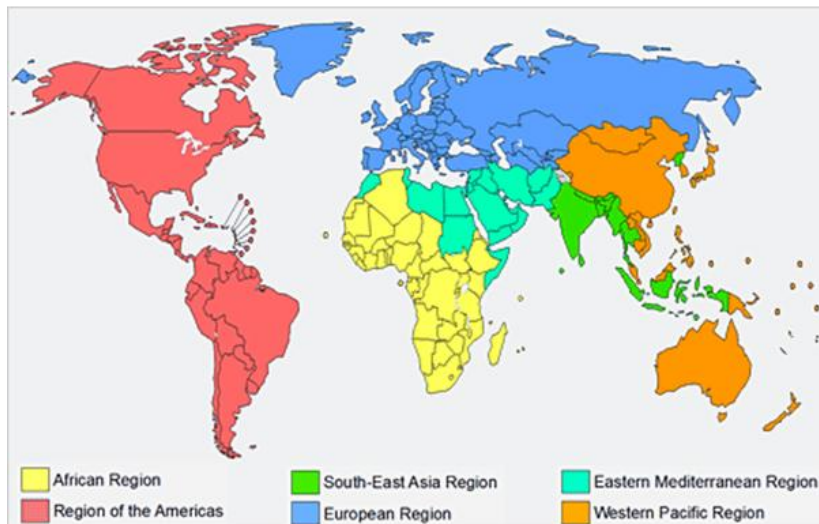 African Region
South-East Asia Region
Eastern Mediterranean Region
Region of the Americas
European Region
Western Pacific Region